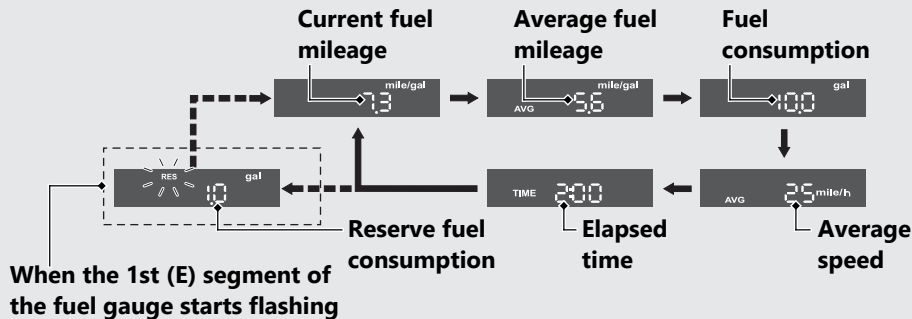 Current fuel
mileage
Average fuel
mileage
Fuel
consumption
mile/gal
7.3
mile/gal
AVG 5.6
gal
10.0
RES gal
1.0
TIME 2:00
AVG 25 mile/h
Reserve fuel
consumption
Elapsed
time
Average
speed
When the 1st (E) segment of
the fuel gauge starts flashing